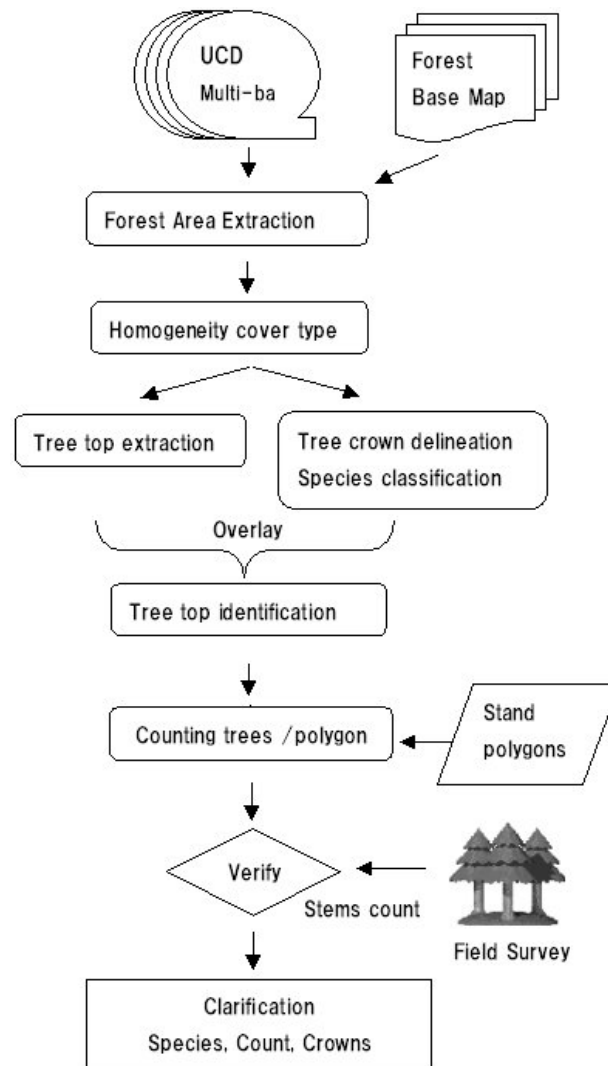 UCD
Multi-ba
Forest
Base Map
Forest Area Extraction
Homogeneity cover type
Tree top extraction
Tree crown delineation
Species classification
Overlay
Tree top identification
Counting trees /polygon
Stand
polygons
Verify
Stems count
Field Survey
Clarification
Species, Count, Crowns